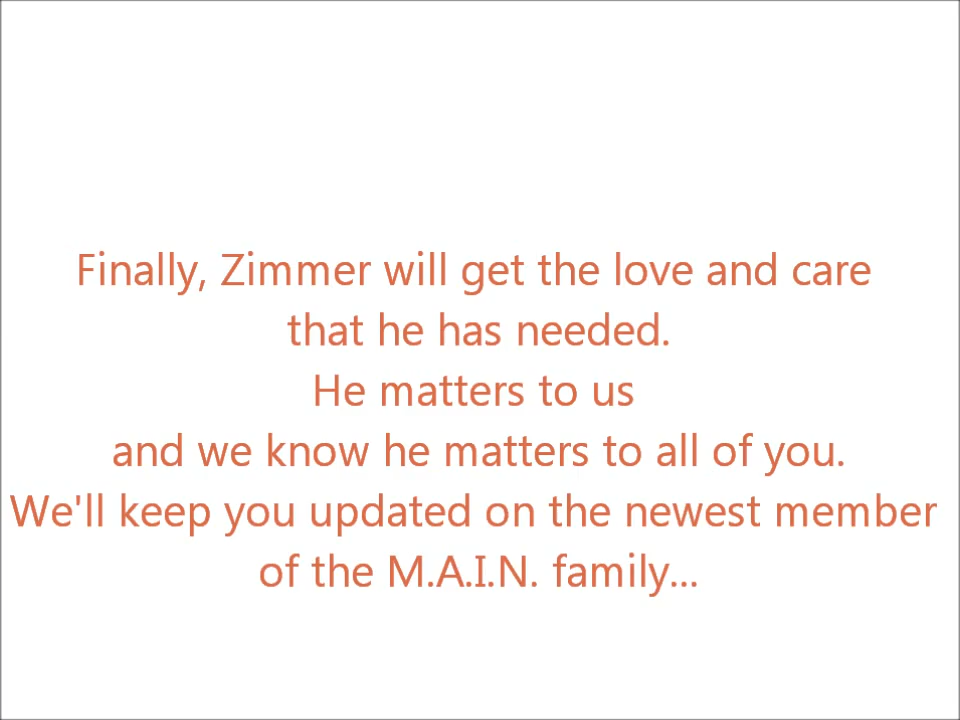 Finally, Zimmer will get the love and care
that he has needed.
He matters to us
and we know he matters to all of you.
We'll keep you updated on the newest member
of the M.A.I.N. family...